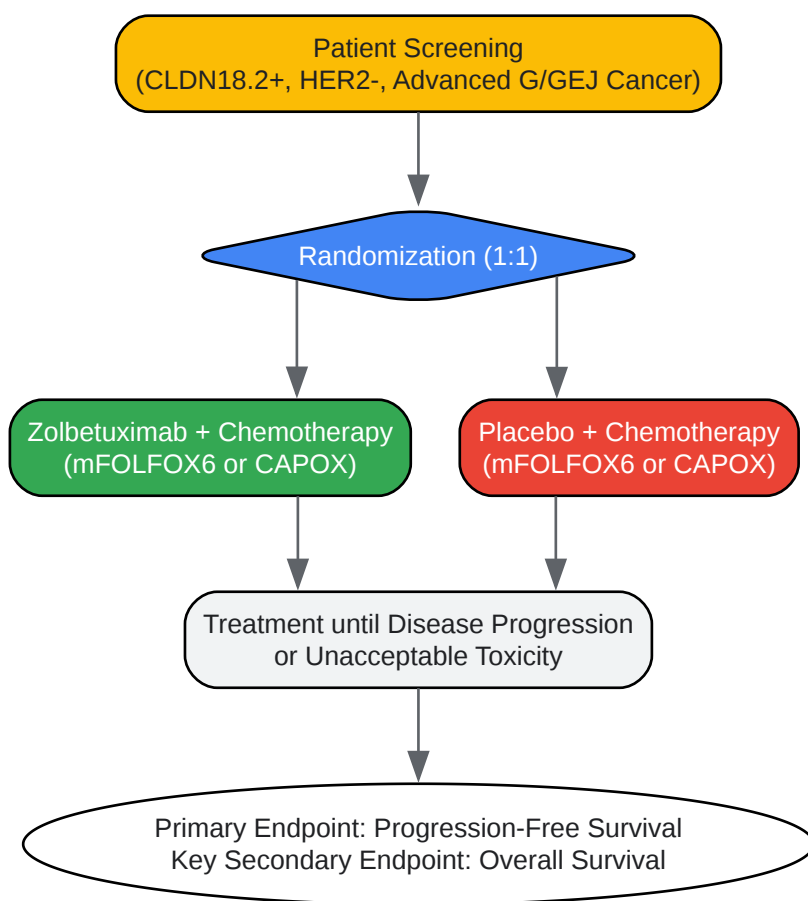 Patient Screening
(CLDN18.2+, HER2-, Advanced G/GEJ Cancer)
Randomization (1:1)
Zolbetuximab + Chemotherapy
(mFOLFOX6 or CAPOX)
Placebo + Chemotherapy
(mFOLFOX6 or CAPOX)
Treatment until Disease Progression
or Unacceptable Toxicity
Primary Endpoint: Progression-Free Survival
Key Secondary Endpoint: Overall Survival